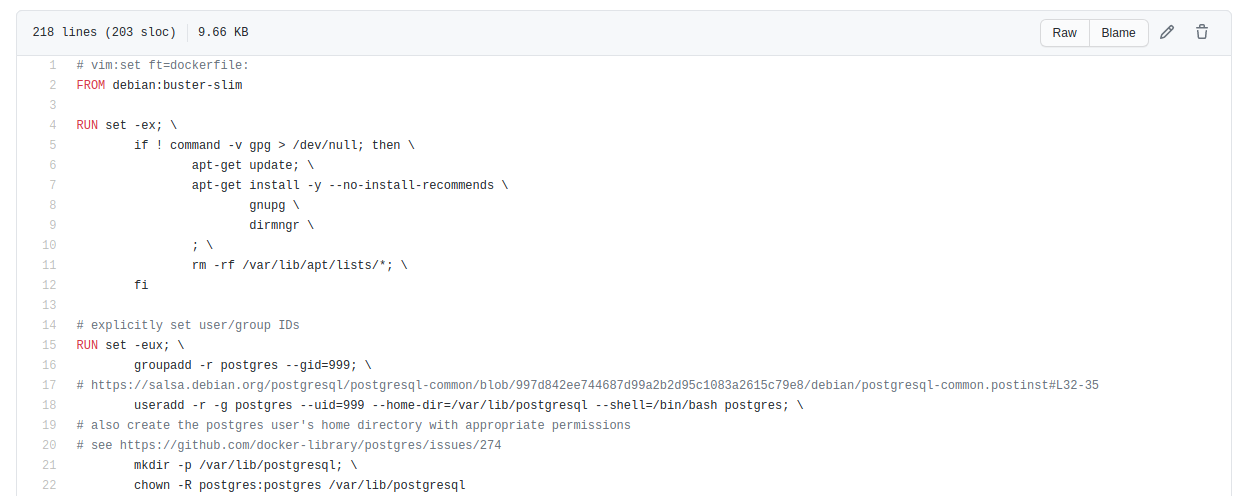 218 lines (203 sloc) 9.66 KB Raw Blame
1 # vim:set ft=dockerfile:
2 FROM debian:buster-slim
3
4 RUN set -ex; \
5 if ! command -v gpg > /dev/null; then \
6 apt-get update; \
7 apt-get install -y --no-install-recommends \
8 gnupg \
9 dirmngr \
10 ; \
11 rm -rf /var/lib/apt/lists/*; \
12 fi
13
14 # explicitly set user/group IDs
15 RUN set -eux; \
16 groupadd -r postgres --gid=999; \
17 # https://salsa.debian.org/postgresql/postgresql-common/blob/997d842ee744687d99a2b2d95c1083a2615c79e8/debian/postgresql-common.postinst#L32-35
18 useradd -r -g postgres --uid=999 --home-dir=/var/lib/postgresql --shell=/bin/bash postgres; \
19 # also create the postgres user's home directory with appropriate permissions
20 # see https://github.com/docker-library/postgres/issues/274
21 mkdir -p /var/lib/postgresql; \
22 chown -R postgres:postgres /var/lib/postgresql